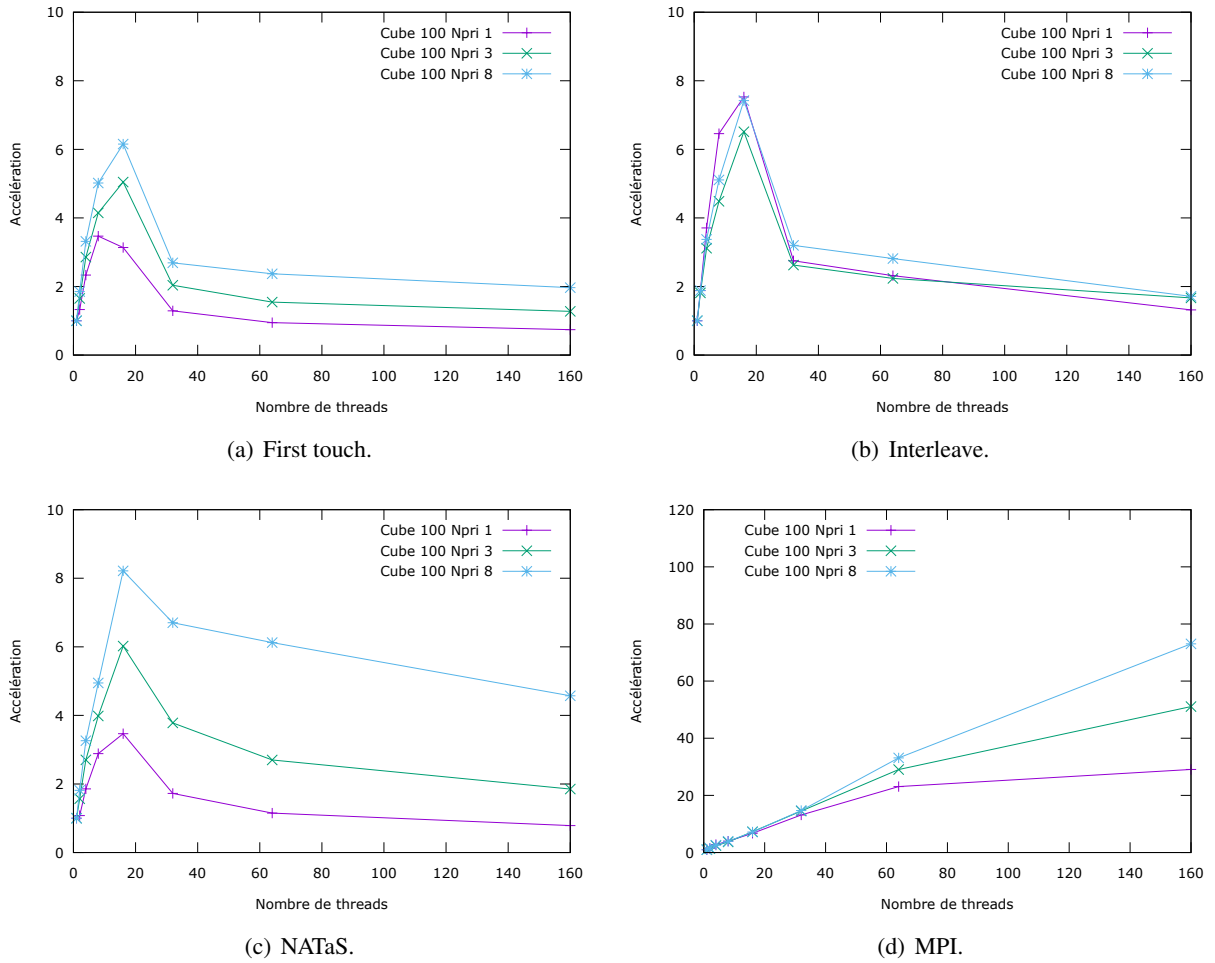 10
8
6
4
2
0
Accélération
Cube 100 Npri 1
Cube 100 Npri 3
Cube 100 Npri 8
0 20 40 60 80 100 120 140 160
Nombre de threads
(a) First touch.
10
8
6
4
2
0
Accélération
Cube 100 Npri 1
Cube 100 Npri 3
Cube 100 Npri 8
0 20 40 60 80 100 120 140 160
Nombre de threads
(b) Interleave.
10
8
6
4
2
0
Accélération
Cube 100 Npri 1
Cube 100 Npri 3
Cube 100 Npri 8
0 20 40 60 80 100 120 140 160
Nombre de threads
(c) NATaS.
120
100
80
60
40
20
0
Accélération
Cube 100 Npri 1
Cube 100 Npri 3
Cube 100 Npri 8
0 20 40 60 80 100 120 140 160
Nombre de threads
(d) MPI.